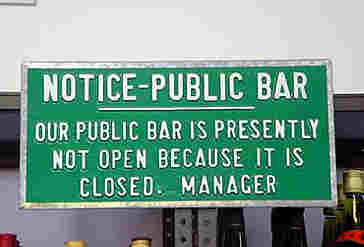 NOTICE-PUBLIC BAR
OUR PUBLIC BAR IS PRESENTLY
NOT OPEN BECAUSE IT IS
CLOSED. MANAGER